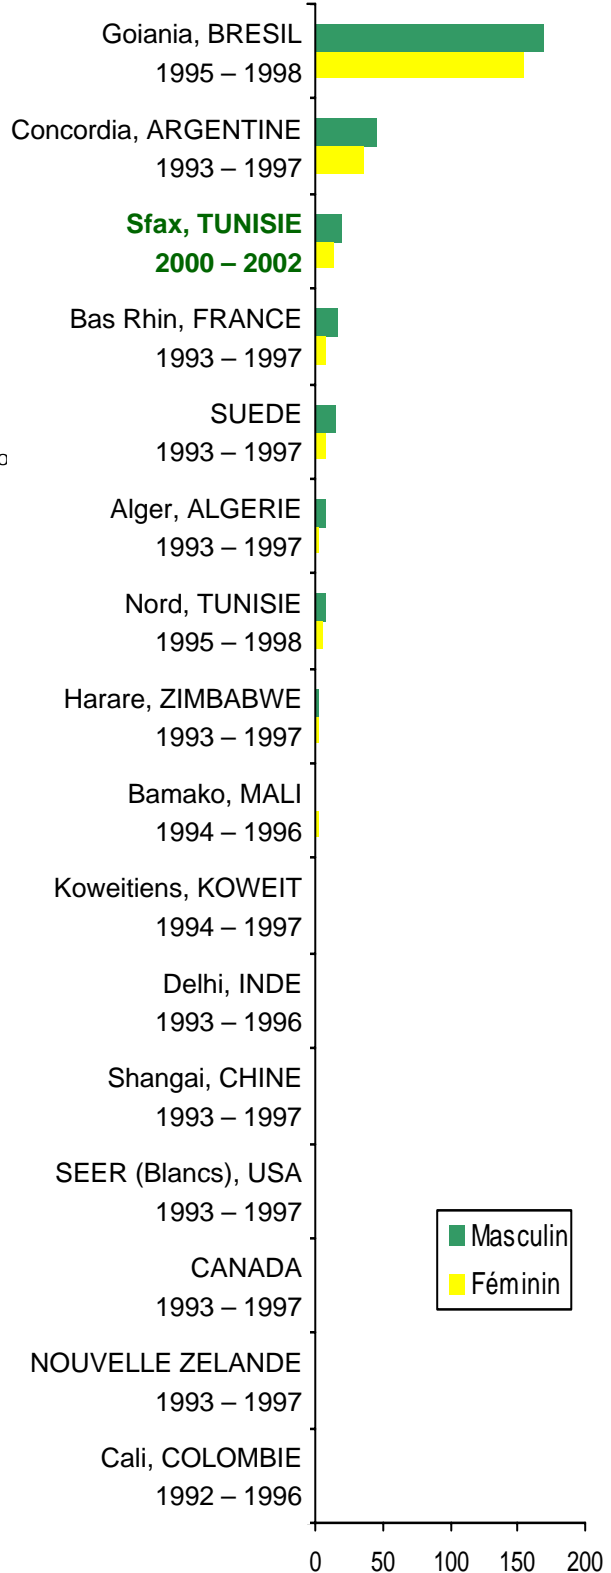 Goiania, BRESIL
1995 – 1998
Concordia, ARGENTINE
1993 – 1997
Sfax, TUNISIE
2000 – 2002
Bas Rhin, FRANCE
1993 – 1997
SUEDE
1993 – 1997
o
Alger, ALGERIE
1993 – 1997
Nord, TUNISIE
1995 – 1998
Harare, ZIMBABWE
1993 – 1997
Bamako, MALI
1994 – 1996
Koweitiens, KOWEIT
1994 – 1997
Delhi, INDE
1993 – 1996
Shangai, CHINE
1993 – 1997
SEER (Blancs), USA
1993 – 1997
Masculin
Féminin
CANADA
1993 – 1997
NOUVELLE ZELANDE
1993 – 1997
Cali, COLOMBIE
1992 – 1996
0 50 100 150 200